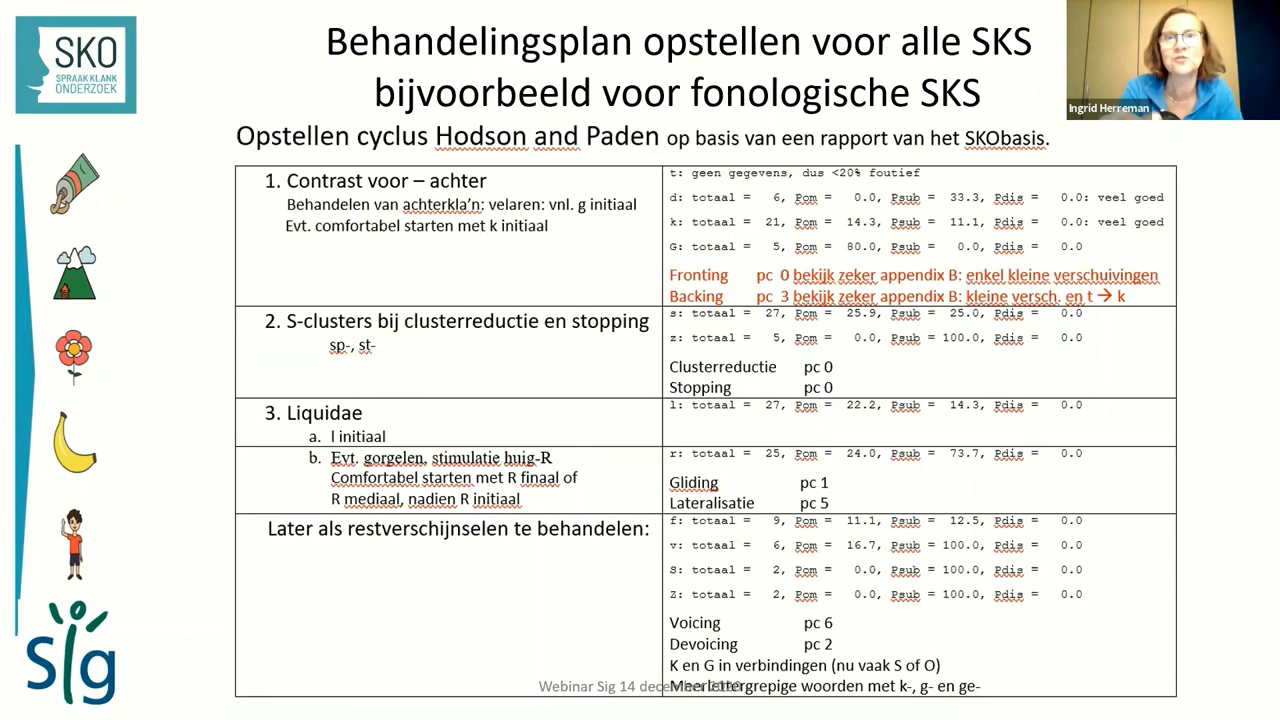 SKO
SPRAAK KLANK
ONDERZOEK
Behandelingsplan opstellen voor alle SKS
bijvoorbeeld voor fonologische SKS
Ingrid Herreman
Opstellen cyclus Hodson and Paden op basis van een rapport van het SKObasis.
1. Contrast voor – achter
Behandelen van achterkla’n: velaren: vnl. g initiaal
Evt. comfortabel starten met k initiaal
t: geen gegevens, dus <20% foutief
d: totaal = 6, Pom = 0.0, Psub = 33.3, Pdis = 0.0: veel goed
k: totaal = 21, Pom = 14.3, Psub = 11.1, Pdis = 0.0: veel goed
G: totaal = 5, Pom = 80.0, Psub = 0.0, Pdis = 0.0
Fronting pc 0 bekijk zeker appendix B: enkel kleine verschuivingen
Backing pc 3 bekijk zeker appendix B: kleine versch. en t → k
2. S-clusters bij clusterreductie en stopping
sp-, st-
s: totaal = 27, Pom = 25.9, Psub = 25.0, Pdis = 0.0
z: totaal = 5, Pom = 0.0, Psub = 100.0, Pdis = 0.0
Clusterreductie pc 0
Stopping pc 0
3. Liquidae
a. l initiaal
l: totaal = 27, Pom = 22.2, Psub = 14.3, Pdis = 0.0
b. Evt. gorgelen, stimulatie huig-R
Comfortabel starten met R finaal of
R mediaal, nadien R initiaal
r: totaal = 25, Pom = 24.0, Psub = 73.7, Pdis = 0.0
Gliding pc 1
Lateralisatie pc 5
Later als restverschijnselen te behandelen:
f: totaal = 9, Pom = 11.1, Psub = 12.5, Pdis = 0.0
v: totaal = 6, Pom = 16.7, Psub = 100.0, Pdis = 0.0
S: totaal = 2, Pom = 0.0, Psub = 100.0, Pdis = 0.0
Z: totaal = 2, Pom = 0.0, Psub = 100.0, Pdis = 0.0
Voicing pc 6
Devoicing pc 2
K en G in verbindingen (nu vaak S of O)
Meerlettergrepige woorden met k-, g- en ge-
Webinar Sig 14 december
Sig